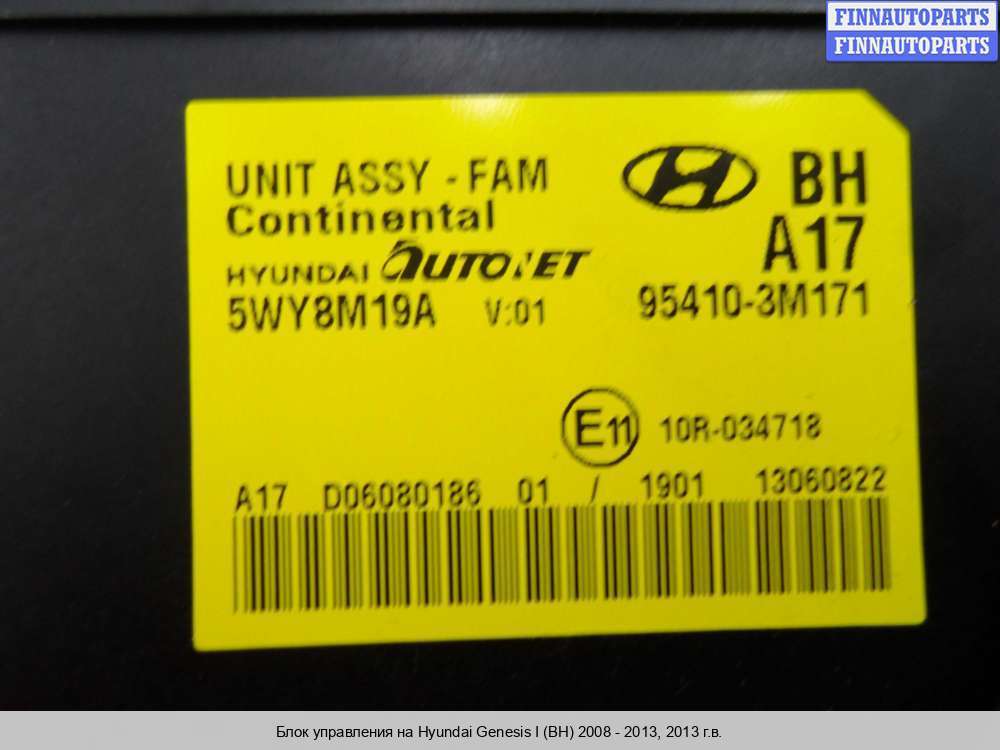 FINNAUTOPARTS
FINNAUTOPARTS
UNIT ASSY - FAM
BH
Continental
A17
HYUNDAI AUTONET
5WY8M19A V:01 95410-3M171
E11 10R-034718
A17 D06080186 01 / 1901 13060822
Блок управления на Hyundai Genesis I (BH) 2008 - 2013, 2013 г.в.